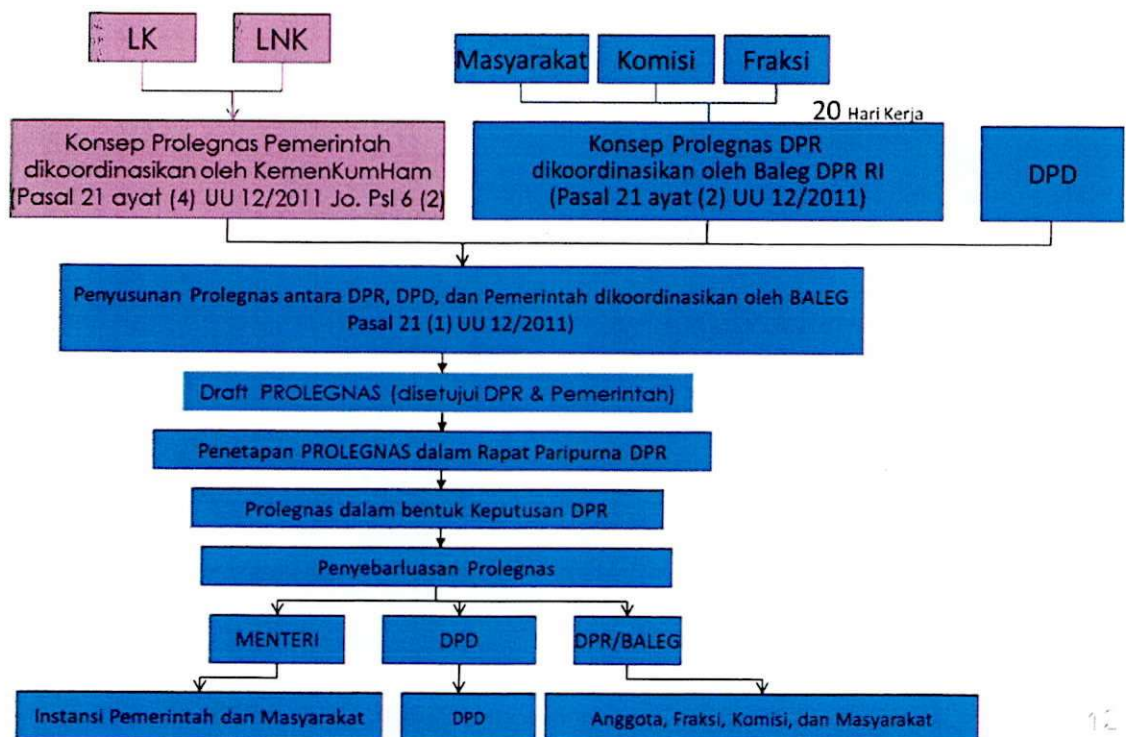 LK
LNK
Masyarakat
Komisi
Fraksi
20 Hari Kerja
Konsep Prolegnas Pemerintah
dikoordinasikan oleh KemenKumHam
(Pasal 21 ayat (4) UU 12/2011 Jo. Psl 6 (2)
Konsep Prolegnas DPR
dikoordinasikan oleh Baleg DPR RI
(Pasal 21 ayat (2) UU 12/2011)
DPD
Penyusunan Prolegnas antara DPR, DPD, dan Pemerintah dikoordinasikan oleh BALEG
Pasal 21 (1) UU 12/2011)
Draft PROLEGNAS (disetujui DPR & Pemerintah)
Penetapan PROLEGNAS dalam Rapat Paripurna DPR
Prolegnas dalam bentuk Keputusan DPR
Penyebarluasan Prolegnas
MENTERI
DPD
DPR/BALEG
Instansi Pemerintah dan Masyarakat
DPD
Anggota, Fraksi, Komisi, dan Masyarakat